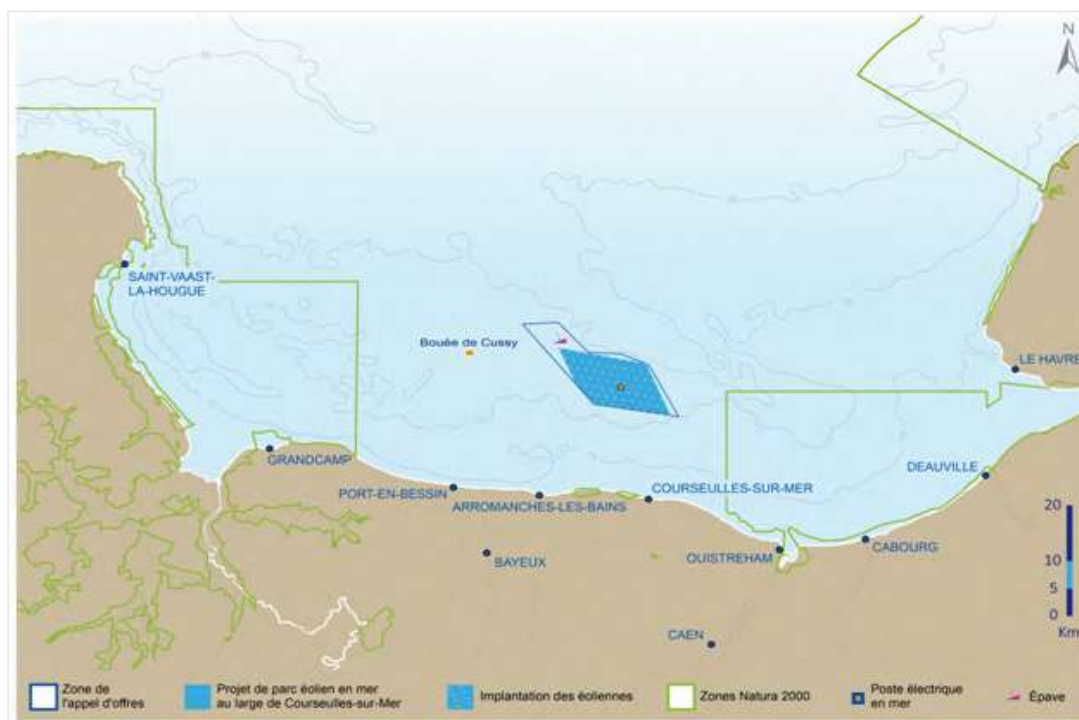 N
SAINT-VAAST-
LA-HOUGUE
Bouée de Cussy
LE HAVRE
GRANDCAMP
DEAUVILLE
PORT-EN-BESSIN
COURSEULLES-SUR-MER
ARROMANCHES-LES-BAINS
20
OUISTREHAM
CABOURG
BAYEUX
10
5
0
Km
CAEN
Zone de
l'appel d'offres
Projet de parc éolien en mer
au large de Courseulles-sur-Mer
Implantation des éoliennes
Zones Natura 2000
Poste électrique
en mer
Épave